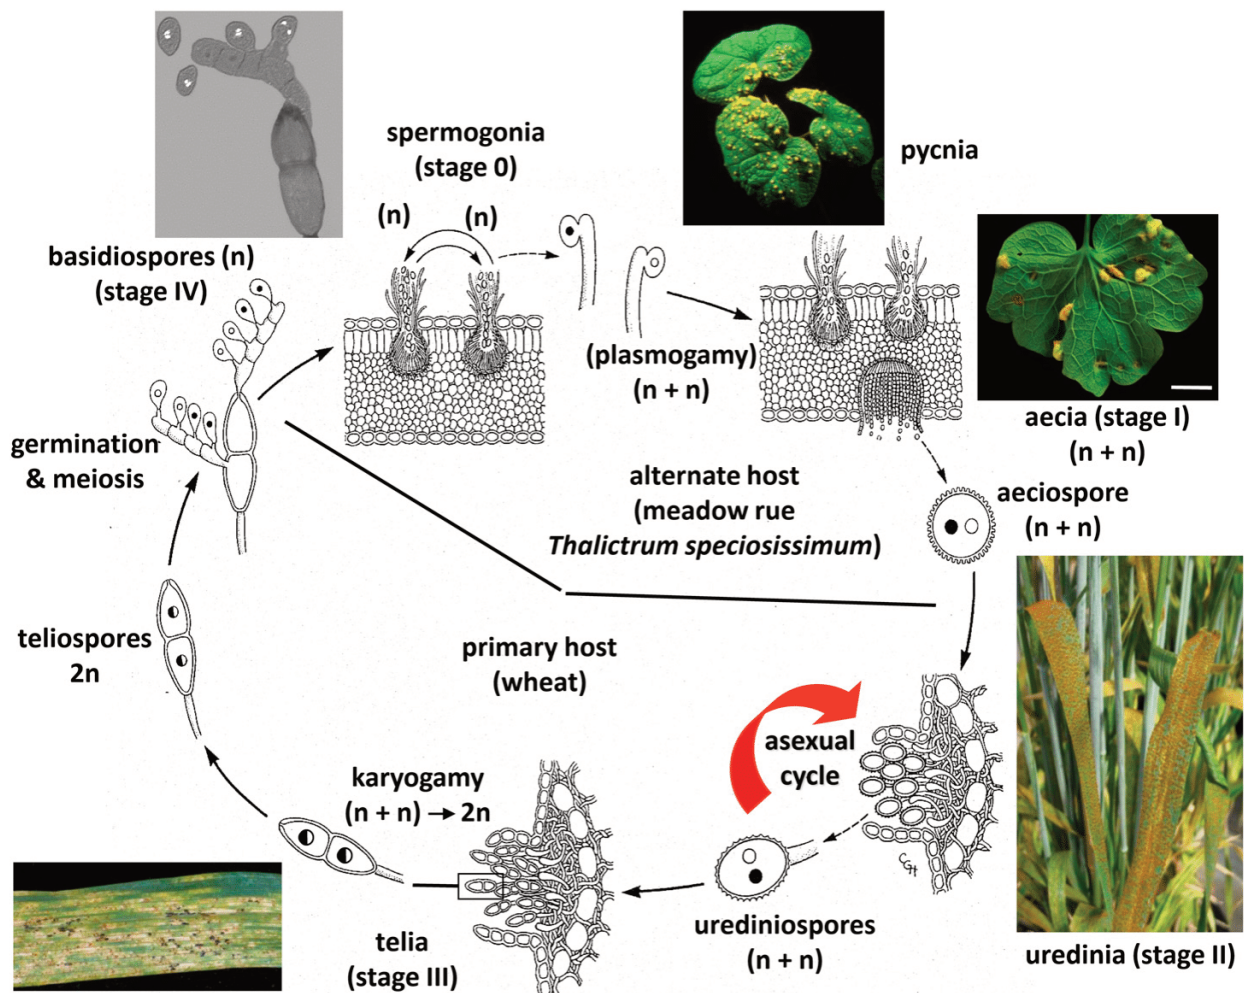 spermogonia
(stage 0)
(n)
(n)
pycnia
basidiospores (n)
(stage IV)
(plasmogamy)
(n + n)
aecia (stage I)
(n + n)
germination
& meiosis
alternate host
(meadow rue
Thalictrum speciosissimum)
aeciospore
(n + n)
teliospores
2n
primary host
(wheat)
asexual
cycle
karyogamy
(n + n) → 2n
CGH
urediniospores
(n + n)
telia
(stage III)
uredinia (stage II)